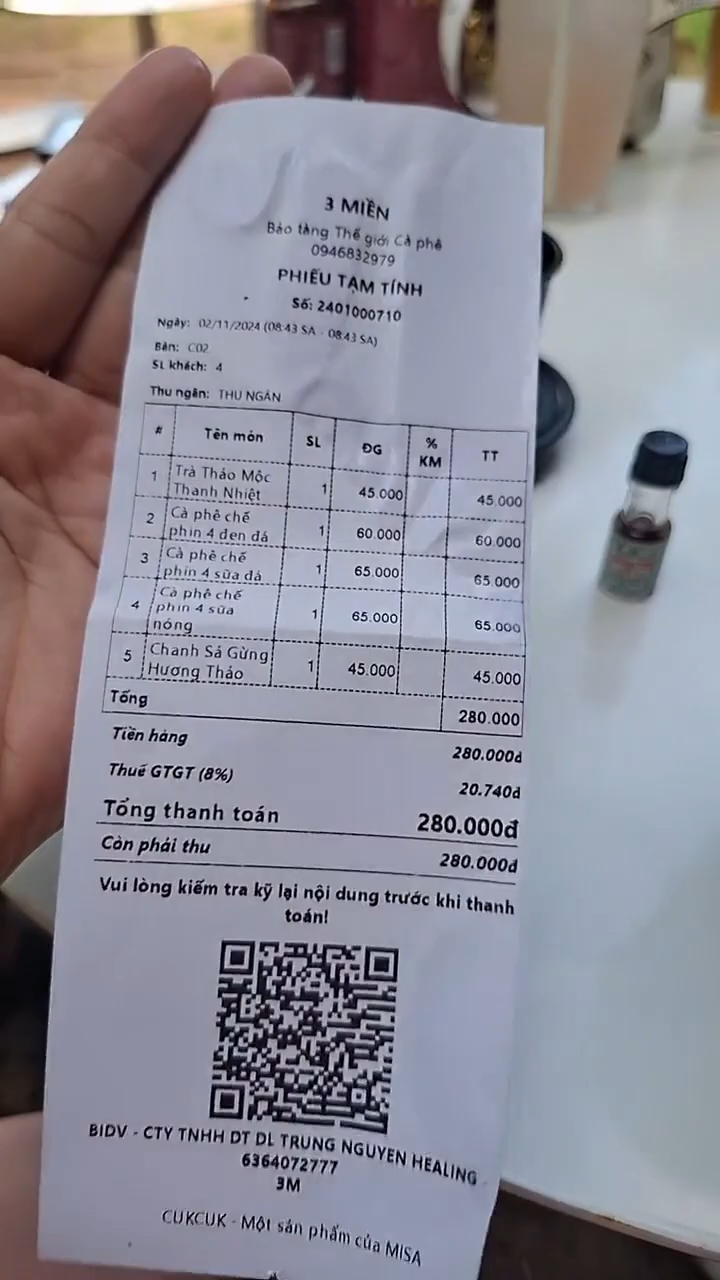 3 MIỀN
Bảo tàng Thế giới Cà phê
0946832979
PHIẾU TẠM TÍNH
Số: 2401000710
Ngày: 02/11/2024 (08:43 SA - 08:43 SA)
Bàn: C02
SL khách: 4
Thu ngân: THU NGÂN
# Tên món SL ĐG % KM TT
1 Trà Thảo Mộc Thanh Nhiệt 1 45.000 45.000
2 Cà phê chế phin 4 đen đá 1 60.000 60.000
3 Cà phê chế phin 4 sữa đá 1 65.000 65.000
4 Cà phê chế phin 4 sữa nóng 1 65.000 65.000
5 Chanh Sả Gừng Hương Thảo 1 45.000 45.000
Tổng 280.000
Tiền hàng 280.000đ
Thuế GTGT (8%) 20.740đ
Tổng thanh toán 280.000đ
Còn phải thu 280.000đ
Vui lòng kiểm tra kỹ lại nội dung trước khi thanh
toán!
BIDV - CTY TNHH DT DL TRUNG NGUYEN HEALING
6364072777
3M
CUKCUK - Một sản phẩm của MISA